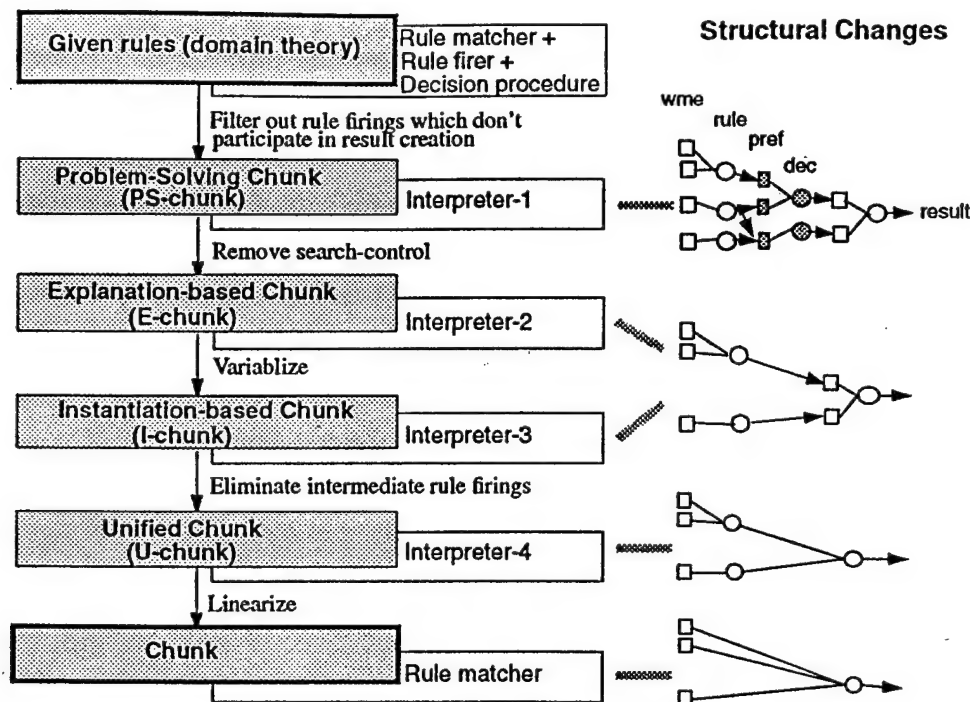 Given rules (domain theory)
Rule matcher +
Rule firer +
Decision procedure
Filter out rule firings which don't
participate in result creation
Problem-Solving Chunk
(PS-chunk)
Interpreter-1
Remove search-control
Explanation-based Chunk
(E-chunk)
Interpreter-2
Variablize
Instantiation-based Chunk
(I-chunk)
Interpreter-3
Eliminate intermediate rule firings
Unified Chunk
(U-chunk)
Interpreter-4
Linearize
Chunk
Rule matcher
Structural Changes
wme
rule
pref
dec
result